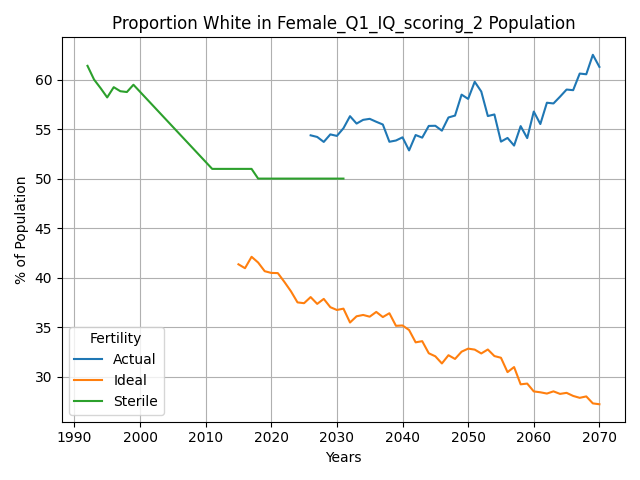 Proportion White in Female_Q1_IQ_scoring_2 Population
% of Population
60
55
50
45
40
35
30
Fertility
Actual
Ideal
Sterile
1990 2000 2010 2020 2030 2040 2050 2060 2070
Years